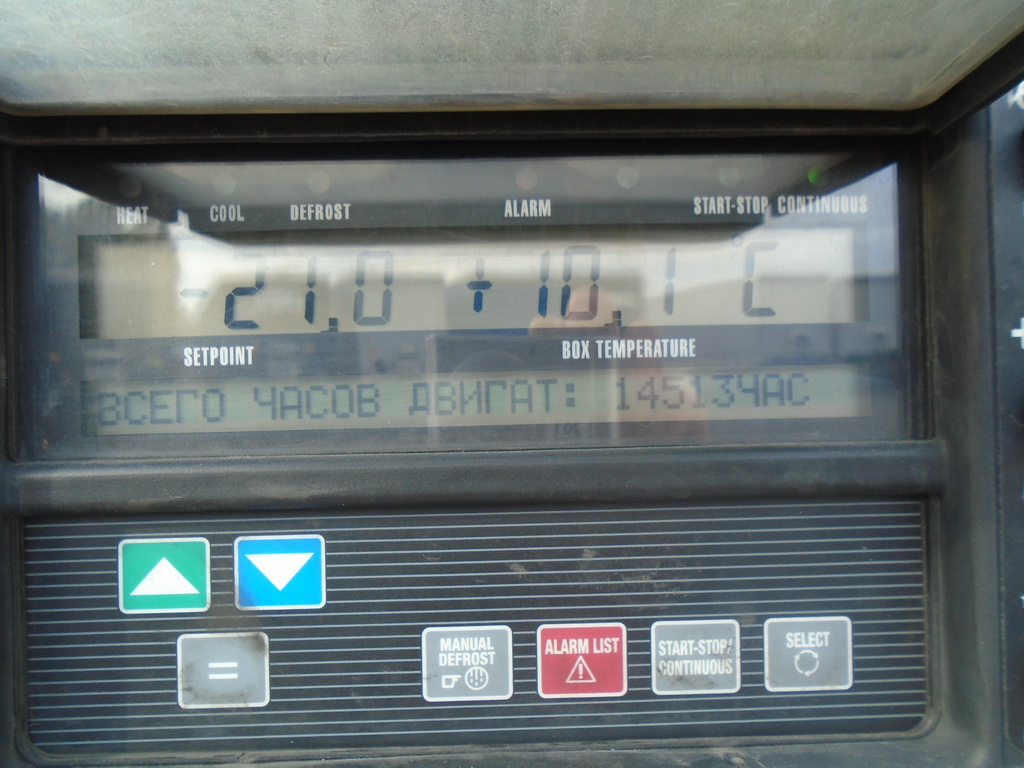 HEAT COOL DEFROST ALARM START-STOP CONTINUOUS
-21.0 +10.1 °C
SETPOINT BOX TEMPERATURE
ВСЕГО ЧАСОВ ДВИГАТ: 14513ЧАС
=
MANUAL DEFROST
ALARM LIST
START-STOP/ CONTINUOUS
SELECT